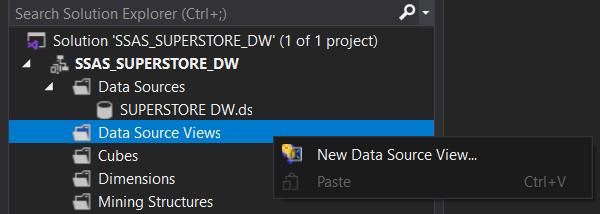 Search Solution Explorer (Ctrl+;)
Solution 'SSAS_SUPERSTORE_DW' (1 of 1 project)
SSAS_SUPERSTORE_DW
Data Sources
SUPERSTORE DW.ds
Data Source Views
New Data Source View...
Cubes
Paste Ctrl+V
Dimensions
Mining Structures